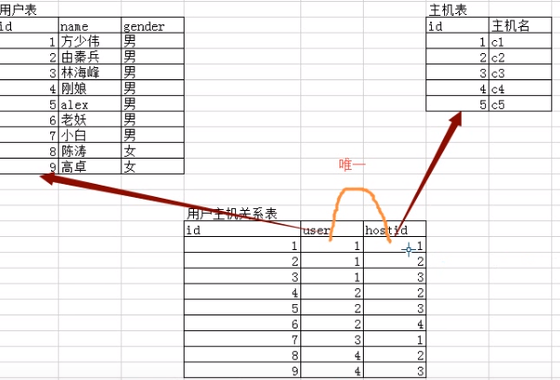 用户表
id name gender
1 方少伟 男
2 由秦兵 男
3 林海峰 男
4 刚娘 男
5 alex 男
6 老妖 男
7 小白 男
8 陈涛 女
9 高卓 女
主机表
id 主机名
1 c1
2 c2
3 c3
4 c4
5 c5
唯一
用户主机关系表
id user hostid
1 1 1
2 1 2
3 1 3
4 2 2
5 2 3
6 2 4
7 3 1
8 4 2
9 4 3